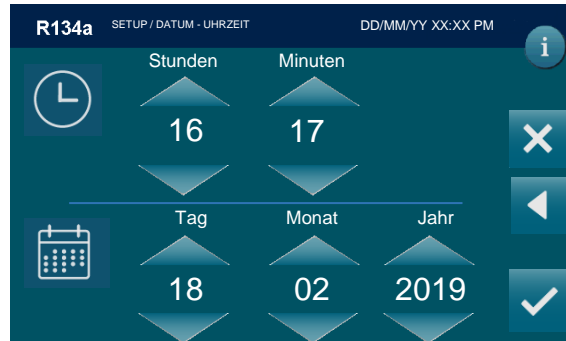 R134a SETUP / DATUM - UHRZEIT DD/MM/YY XX:XX PM
i
Stunden Minuten
16 17
Tag Monat Jahr
18 02 2019